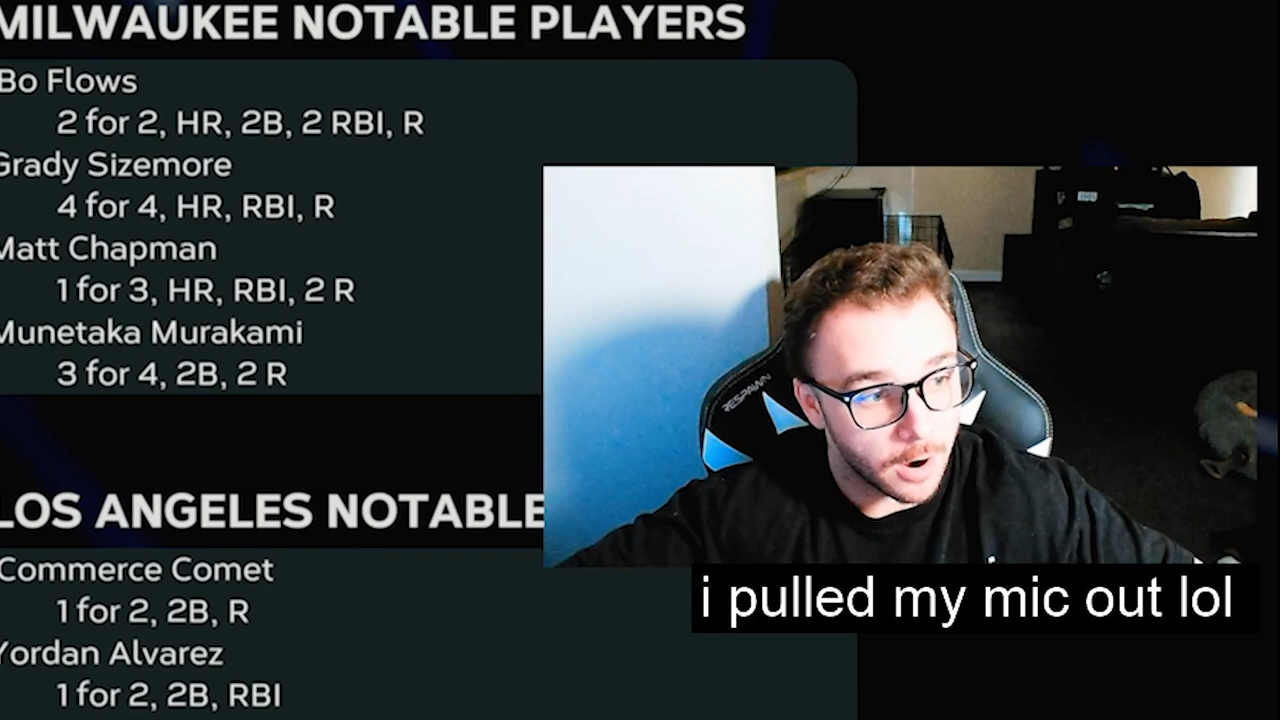 MILWAUKEE NOTABLE PLAYERS
Bo Flows
2 for 2, HR, 2B, 2 RBI, R
Grady Sizemore
4 for 4, HR, RBI, R
Matt Chapman
1 for 3, HR, RBI, 2 R
Munetaka Murakami
3 for 4, 2B, 2 R
RESPAWN
LOS ANGELES NOTABLE
Commerce Comet
1 for 2, 2B, R
i pulled my mic out lol
Yordan Alvarez
1 for 2, 2B, RBI